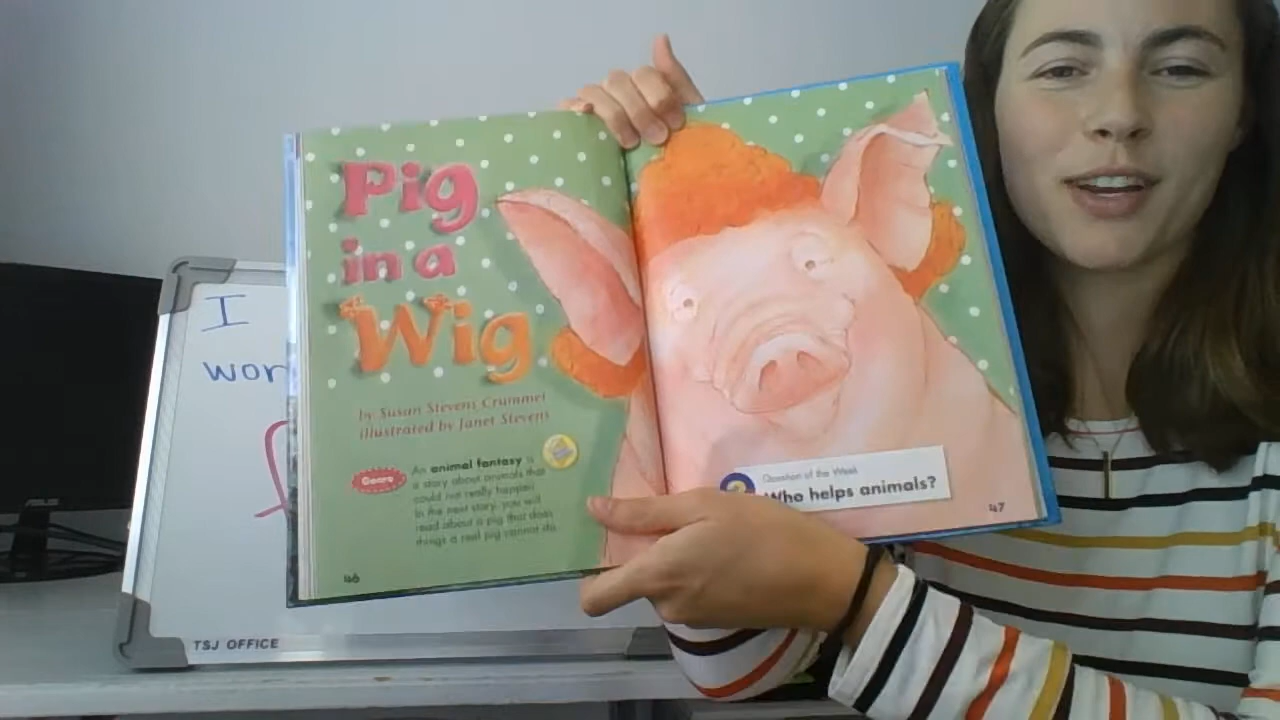 Pig
in a
Wig
by Susan Stevens Crummel
illustrated by Janet Stevens
Genre
An animal fantasy is
a story about animals that
could not really happen.
In the next story, you will
read about a pig that does
things a real pig cannot do.
46
Question of the Week
Who helps animals?
47
I
wor
TSJ OFFICE
ASUS